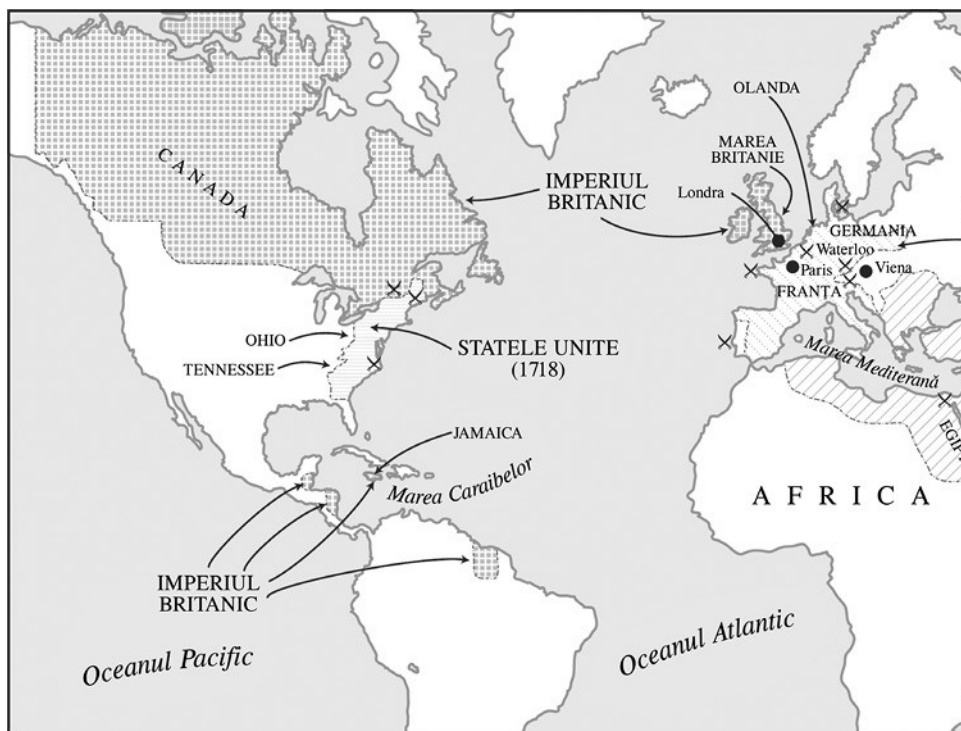 CANADA
IMPERIUL
BRITANIC
OLANDA
MAREA
BRITANIE
Londra
GERMANIA
Waterloo
Paris
Viena
FRANȚA
OHIO
TENNESSEE
STATELE UNITE
(1718)
Marea Mediterană
JAMAICA
Marea Caraibelor
AFRICA
IMPERIUL
BRITANIC
Oceanul Pacific
Oceanul Atlantic